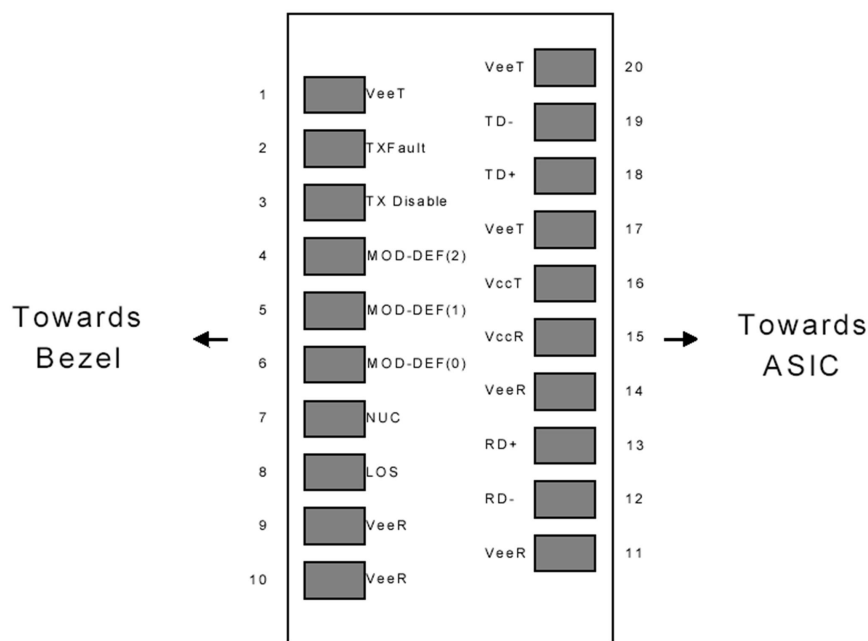 VeeT 20
1 VeeT
TD- 19
2 TXFault
TD+ 18
3 TX Disable
VeeT 17
4 MOD-DEF(2)
VccT 16
5 MOD-DEF(1)
Towards
Bezel
VccR 15
Towards
ASIC
6 MOD-DEF(0)
VeeR 14
7 NUC
RD+ 13
8 LOS
RD- 12
9 VeeR
VeeR 11
10 VeeR